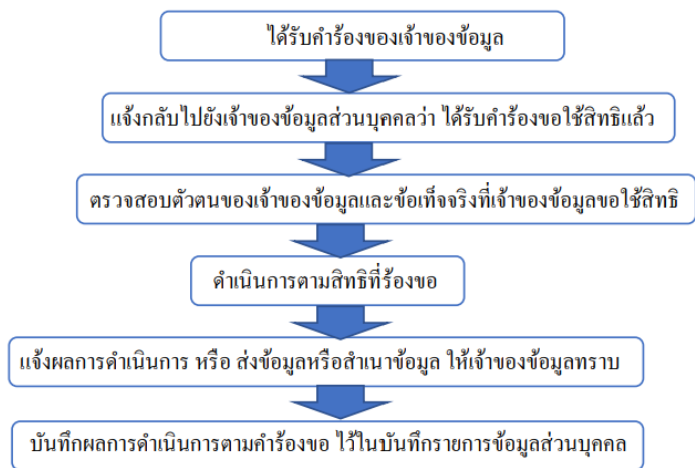 ได้รับคำร้องของเจ้าของข้อมูล
แจ้งกลับไปยังเจ้าของข้อมูลส่วนบุคคลว่า ได้รับคำร้องขอใช้สิทธิแล้ว
ตรวจสอบตัวตนของเจ้าของข้อมูลและข้อเท็จจริงที่เจ้าของข้อมูลขอใช้สิทธิ
ดำเนินการตามสิทธิที่ร้องขอ
แจ้งผลการดำเนินการ หรือ ส่งข้อมูลหรือสำเนาข้อมูล ให้เจ้าของข้อมูลทราบ
บันทึกผลการดำเนินการตามคำร้องขอ ไว้ในบันทึกรายการข้อมูลส่วนบุคคล